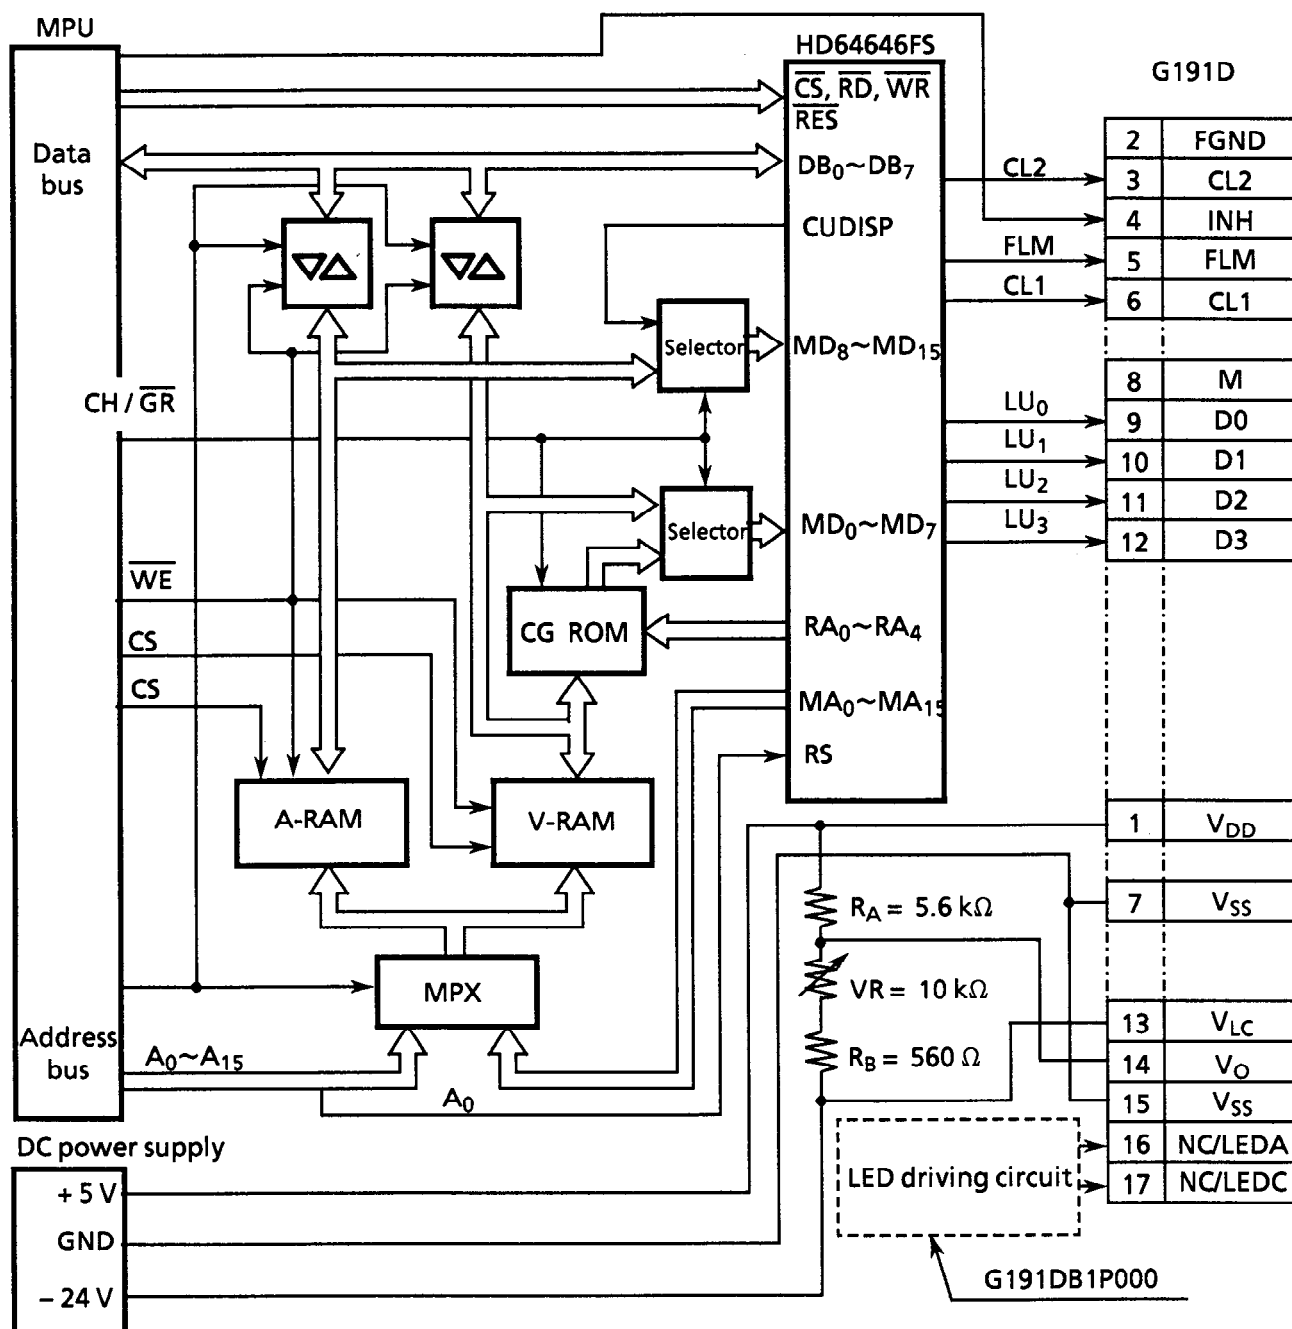 MPU
HD64646FS
G191D
Data
bus
CS, RD, WR
RES
DB0~DB7
CUDISP
MD8~MD15
MD0~MD7
RA0~RA4
MA0~MA15
RS
CL2
FLM
CL1
LU0
LU1
LU2
LU3
2 FGND
3 CL2
4 INH
5 FLM
6 CL1
8 M
9 D0
10 D1
11 D2
12 D3
1 VDD
7 VSS
13 VLC
14 VO
15 VSS
16 NC/LEDA
17 NC/LEDC
Selector
Selector
CH / GR
WE
CS
CS
CG ROM
A-RAM
V-RAM
MPX
Address
bus
A0~A15
A0
RA = 5.6 kΩ
VR = 10 kΩ
RB = 560 Ω
DC power supply
+ 5 V
GND
− 24 V
LED driving circuit
G191DB1P000